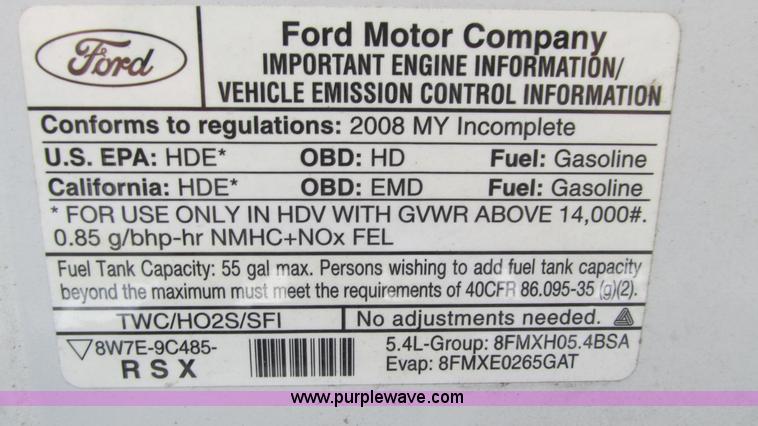 Ford
Ford Motor Company
IMPORTANT ENGINE INFORMATION/
VEHICLE EMISSION CONTROL INFORMATION
Conforms to regulations: 2008 MY Incomplete
U.S. EPA: HDE* OBD: HD Fuel: Gasoline
California: HDE* OBD: EMD Fuel: Gasoline
* FOR USE ONLY IN HDV WITH GVWR ABOVE 14,000#.
0.85 g/bhp-hr NMHC+NOx FEL
Fuel Tank Capacity: 55 gal max. Persons wishing to add fuel tank capacity
beyond the maximum must meet the requirements of 40CFR 86.095-35 (g)(2).
TWC/HO2S/SFI No adjustments needed.
8W7E-9C485- 5.4L-Group: 8FMXH05.4BSA
RSX Evap: 8FMXE0265GAT
www.purplewave.com